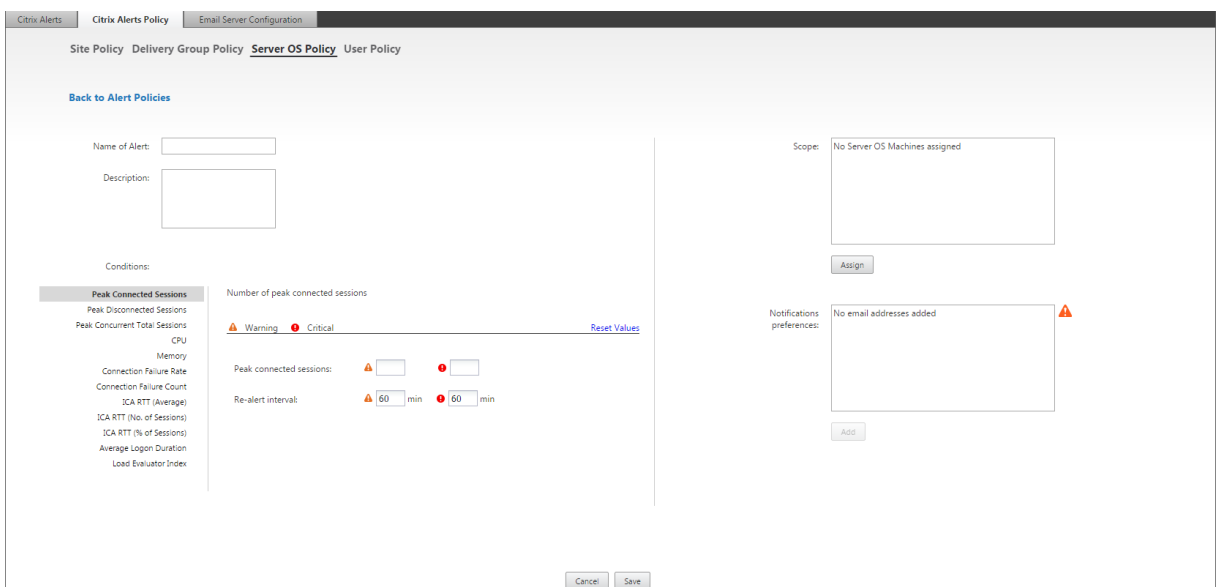 Citrix Alerts Citrix Alerts Policy Email Server Configuration
Site Policy Delivery Group Policy Server OS Policy User Policy
Back to Alert Policies
Name of Alert:
Description:
Scope: No Server OS Machines assigned
Assign
Conditions:
Peak Connected Sessions
Peak Disconnected Sessions
Peak Concurrent Total Sessions
CPU
Memory
Connection Failure Rate
Connection Failure Count
ICA RTT (Average)
ICA RTT (No. of Sessions)
ICA RTT (% of Sessions)
Average Logon Duration
Load Evaluator Index
Number of peak connected sessions
Warning Critical Reset Values
Peak connected sessions:
Re-alert interval: 60 min 60 min
Notifications preferences: No email addresses added
Add
Cancel Save